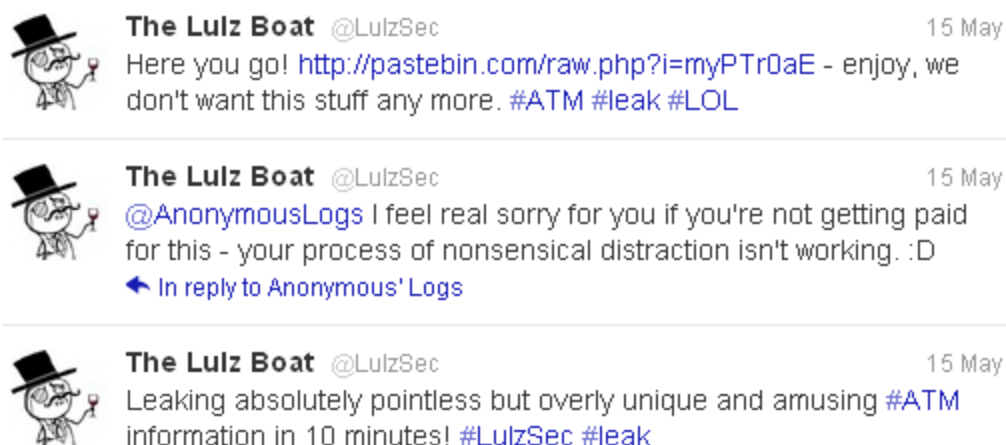 The Lulz Boat @LulzSec 15 May
Here you go! http://pastebin.com/raw.php?i=myPTr0aE - enjoy, we
don't want this stuff any more. #ATM #leak #LOL
The Lulz Boat @LulzSec 15 May
@AnonymousLogs I feel real sorry for you if you're not getting paid
for this - your process of nonsensical distraction isn't working. :D
In reply to Anonymous' Logs
The Lulz Boat @LulzSec 15 May
Leaking absolutely pointless but overly unique and amusing #ATM
information in 10 minutes! #LulzSec #leak